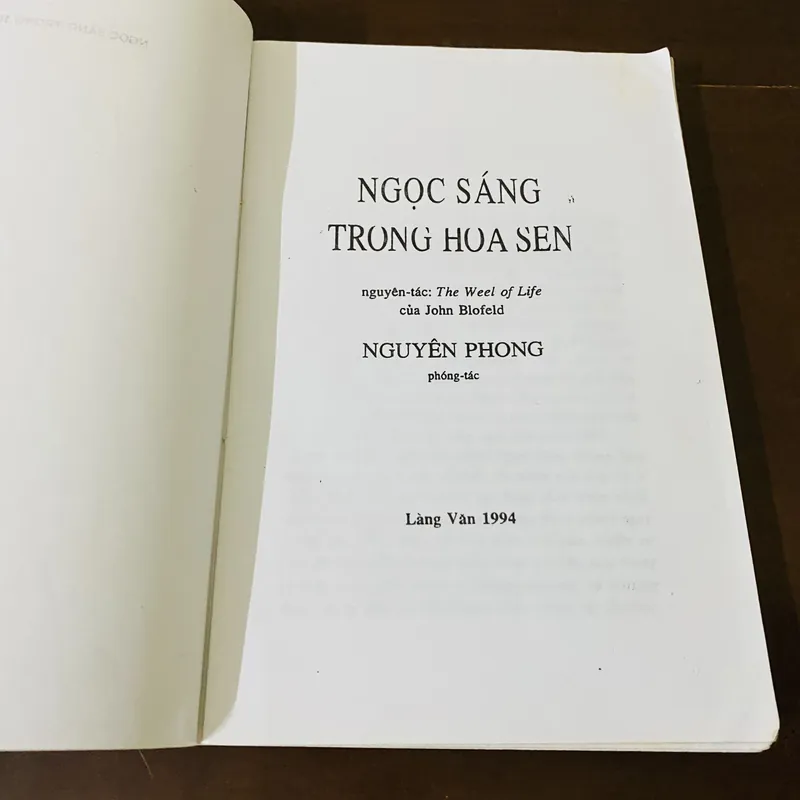 NGỌC SÁNG
TRONG HOA SEN
nguyên-tác: The Weel of Life
của John Blofeld
NGUYÊN PHONG
phóng-tác
Làng Văn 1994